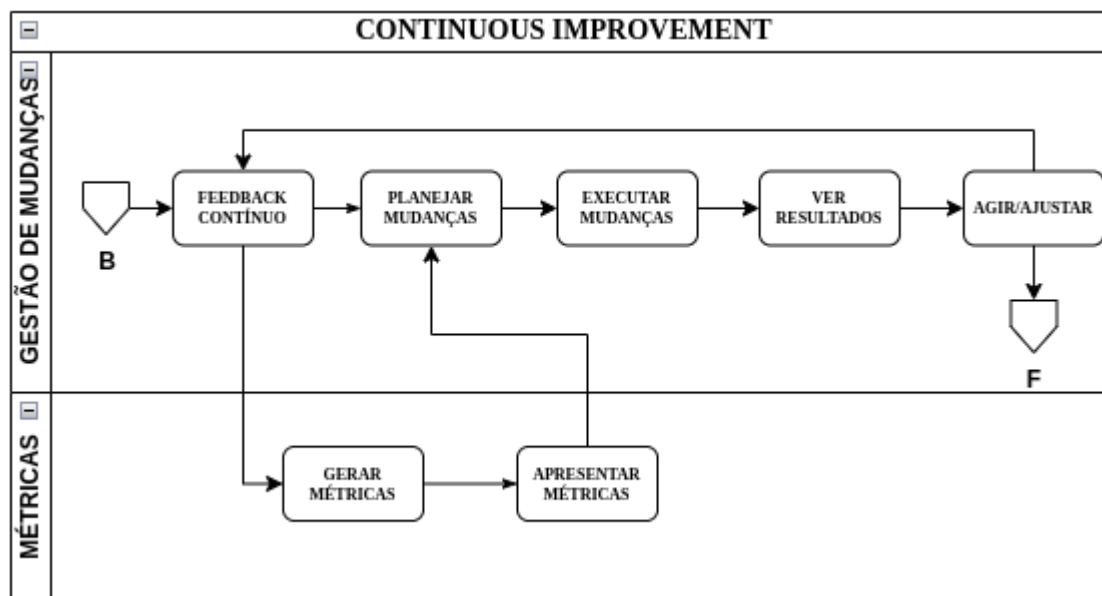 CONTINUOUS IMPROVEMENT
GESTÃO DE MUDANÇAS
FEEDBACK
CONTÍNUO
PLANEJAR
MUDANÇAS
EXECUTAR
MUDANÇAS
VER
RESULTADOS
AGIR/AJUSTAR
B
F
MÉTRICAS
GERAR
MÉTRICAS
APRESENTAR
MÉTRICAS